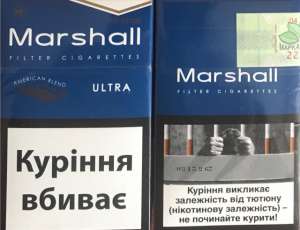 Marshall
FILTER CIGARETTES
AMERICAN BLEND
ULTRA
Куріння
вбиває
Marshall
FILTER CIGARETTES
Куріння викликає
залежність від тютюну
(нікотинову залежність) –
не починайте курити!